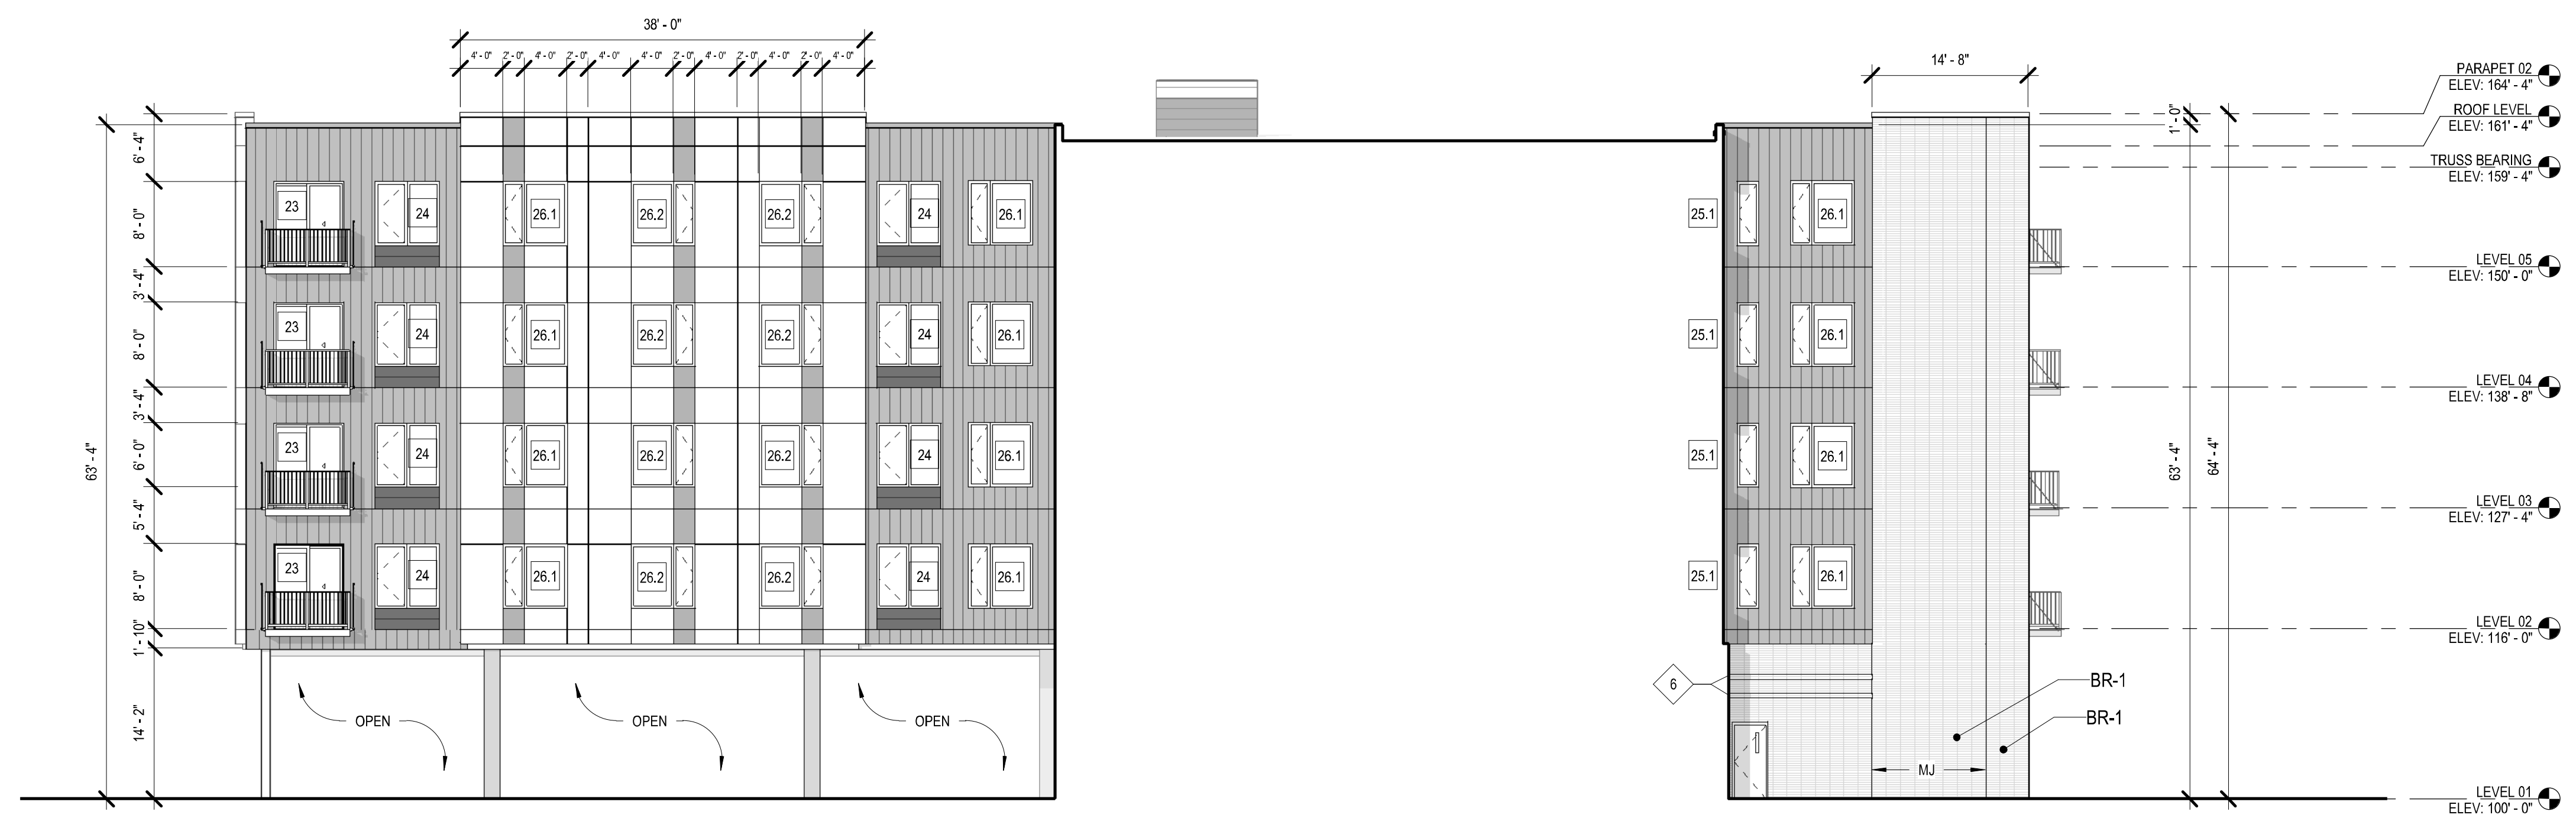 38' - 0"
4' - 0" 2' - 0" 4' - 0" 2' - 0" 4' - 0" 4' - 0" 2' - 0" 4' - 0" 2' - 0" 4' - 0" 2' - 0" 4' - 0"
14' - 8"
PARAPET 02
ELEV: 164' - 4"
ROOF LEVEL
ELEV: 161' - 4"
TRUSS BEARING
ELEV: 159' - 4"
LEVEL 05
ELEV: 150' - 0"
LEVEL 04
ELEV: 138' - 8"
LEVEL 03
ELEV: 127' - 4"
LEVEL 02
ELEV: 116' - 0"
LEVEL 01
ELEV: 100' - 0"
63' - 4"
6' - 4"
8' - 0"
3' - 4"
8' - 0"
3' - 4"
6' - 0"
5' - 4"
8' - 0"
1' - 10"
14' - 2"
23 24 26.1 26.2 26.2 24 26.1
23 24 26.1 26.2 26.2 24 26.1
23 24 26.1 26.2 26.2 24 26.1
23 24 26.1 26.2 26.2 24 26.1
OPEN OPEN OPEN
25.1 26.1
25.1 26.1
25.1 26.1
25.1 26.1
6
BR-1
BR-1
MJ
1' - 0"
63' - 4"
64' - 4"